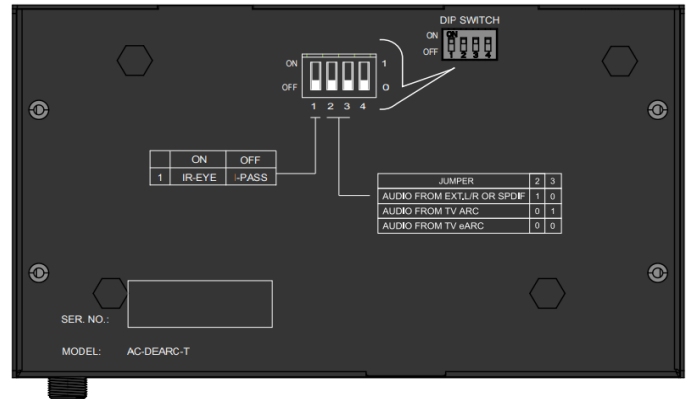 DIP SWITCH
ON
OFF
ON
1 2 3 4
ON
OFF
1
0
1 2 3 4
ON OFF
1 IR-EYE I-PASS
JUMPER 2 3
AUDIO FROM EXT.L/R OR SPDIF 1 0
AUDIO FROM TV ARC 0 1
AUDIO FROM TV eARC 0 0
SER. NO.:
MODEL: AC-DEARC-T